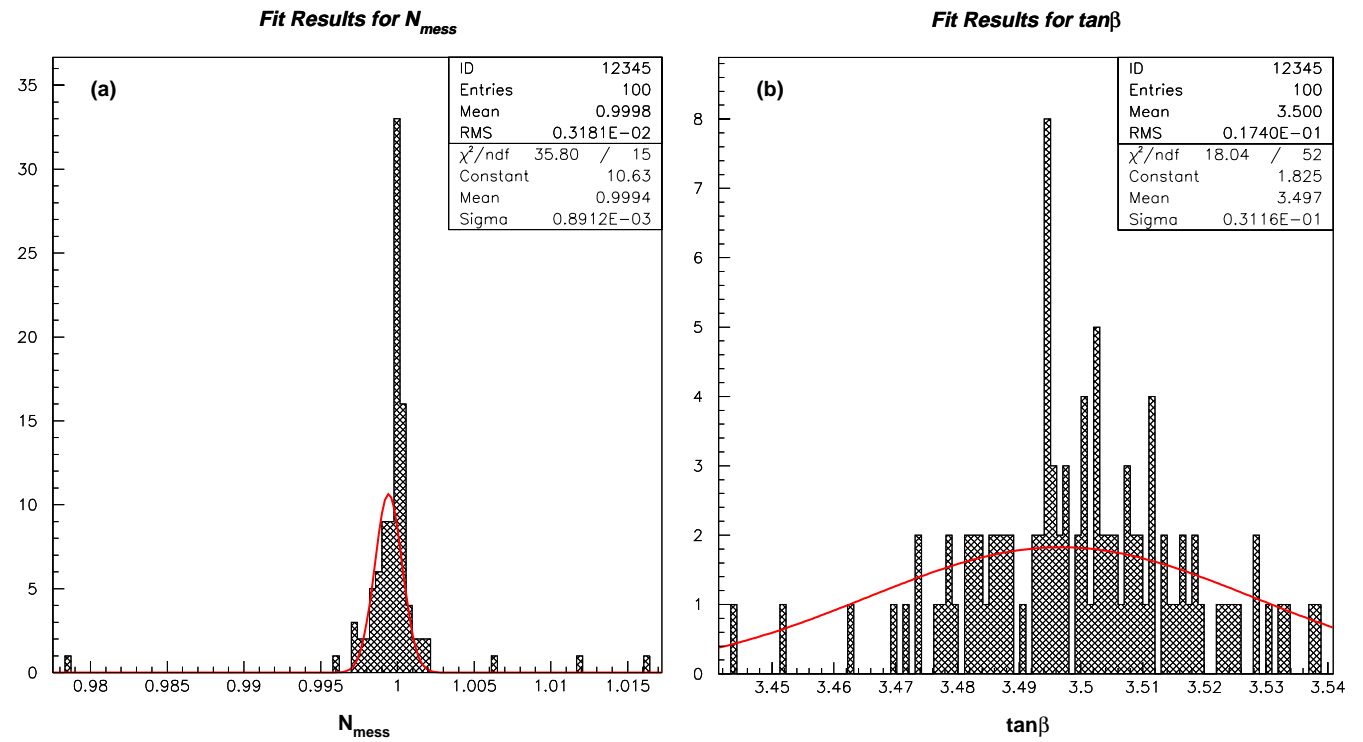 Fit Results for N_mess
(a)
ID 12345
Entries 100
Mean 0.9998
RMS 0.3181E-02
χ²/ndf 35.80 / 15
Constant 10.63
Mean 0.9994
Sigma 0.8912E-03
35
30
25
20
15
10
5
0
0.98 0.985 0.99 0.995 1 1.005 1.01 1.015
N_mess
Fit Results for tanβ
(b)
ID 12345
Entries 100
Mean 3.500
RMS 0.1740E-01
χ²/ndf 18.04 / 52
Constant 1.825
Mean 3.497
Sigma 0.3116E-01
8
7
6
5
4
3
2
1
0
3.45 3.46 3.47 3.48 3.49 3.5 3.51 3.52 3.53 3.54
tanβ